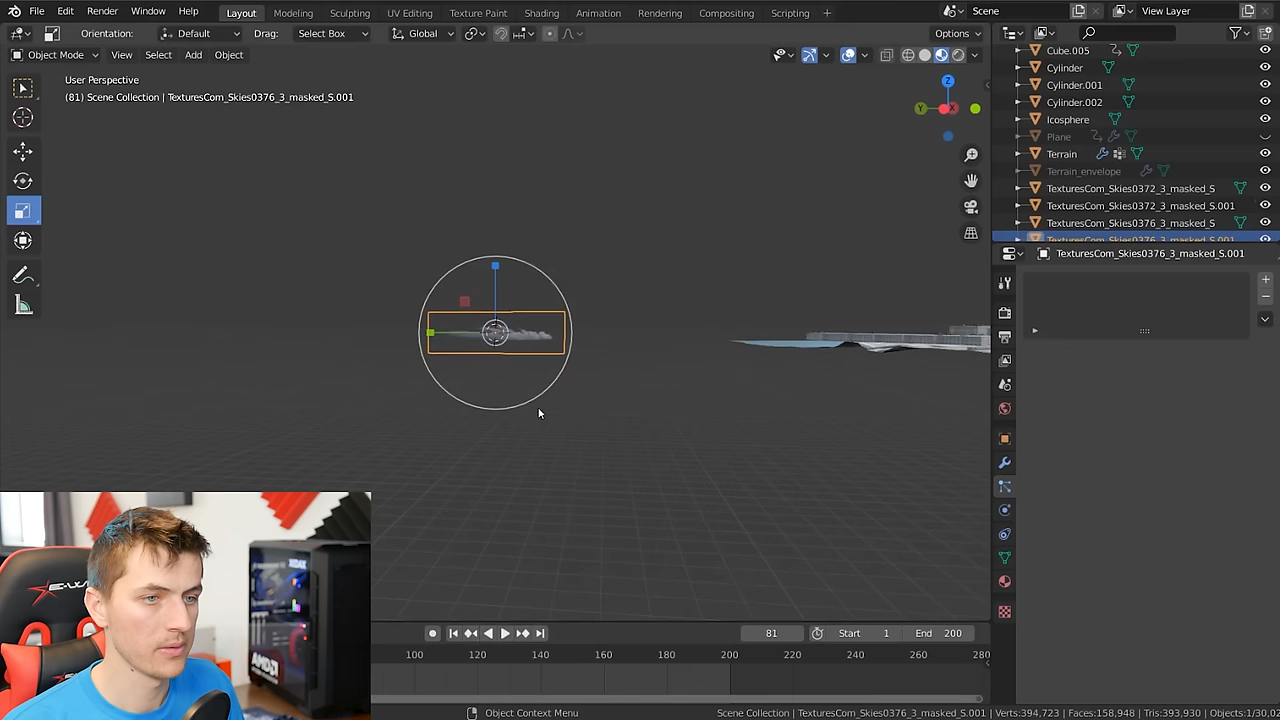 File Edit Render Window Help Layout Modeling Sculpting UV Editing Texture Paint Shading Animation Rendering Compositing Scripting + Scene View Layer
Orientation: Default Drag: Select Box Global Options
Object Mode View Select Add Object
User Perspective
(81) Scene Collection | TexturesCom_Skies0376_3_masked_S.001
Z
Y X
Cube.005
Cylinder
Cylinder.001
Cylinder.002
Icosphere
Plane
Terrain
Terrain_envelope
TexturesCom_Skies0372_3_masked_S
TexturesCom_Skies0372_3_masked_S.001
TexturesCom_Skies0376_3_masked_S
TexturesCom_Skies0376_3_masked_S.001
TexturesCom_Skies0376_3_masked_S.001
81 Start 1 End 200
100 120 140 160 180 200 220 240 260 280
Object Context Menu
Scene Collection | TexturesCom_Skies0376_3_masked_S.001 | Verts:394,723 | Faces:158,948 | Tris:393,930 | Objects:1/30,02
AMD